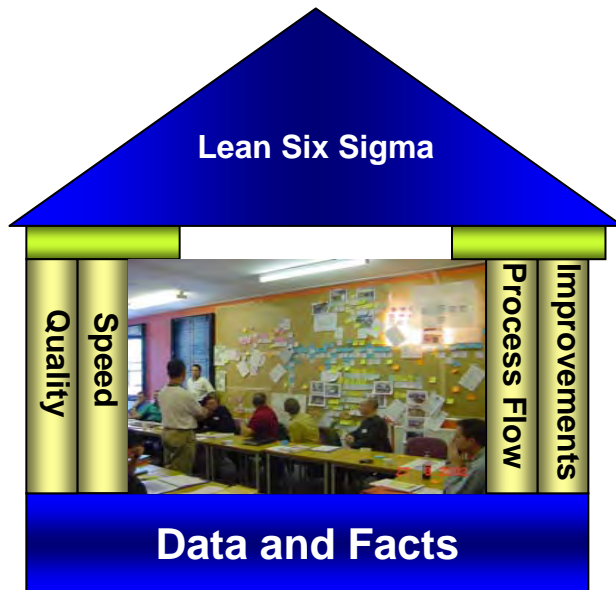 Lean Six Sigma
Quality
Speed
Process Flow
Improvements
Data and Facts